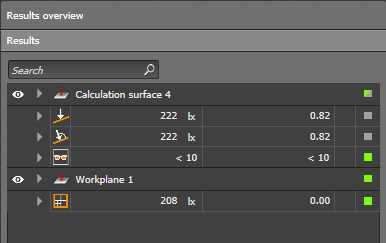 Results overview
Results
Search
Calculation surface 4
222 lx 0.82
222 lx 0.82
< 10 < 10
Workplane 1
208 lx 0.00